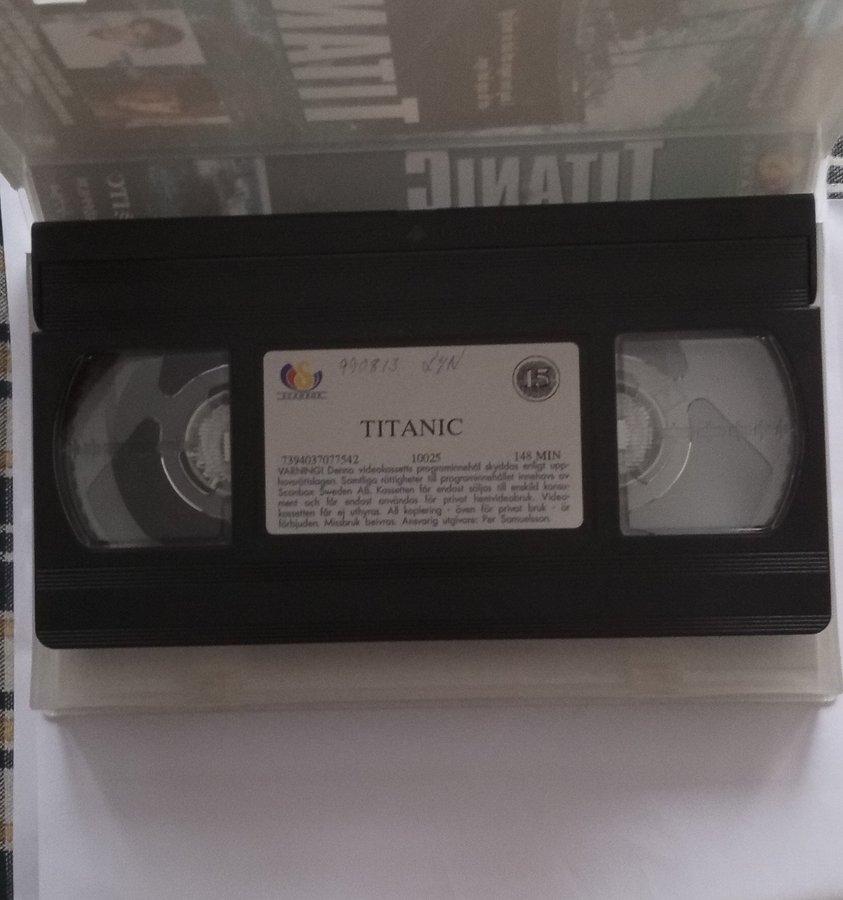 TITANIC
SCANBOX
990813 LYN
15
TITANIC
7394037077542 10025 148 MIN
VARNING! Denna videokassetts programinnehåll skyddas enligt upp-
hovsrättslagen. Samtliga rättigheter till programinnehållet innehavs av
Scanbox Sweden AB. Kassetten får endast säljas till enskild konsu-
ment och får endast användas för privat hemvideobruk. Video-
kassetten får ej uthyras. All kopiering - även för privat bruk - är
förbjuden. Missbruk beivras. Ansvarig utgivare: Per Samuelsson.